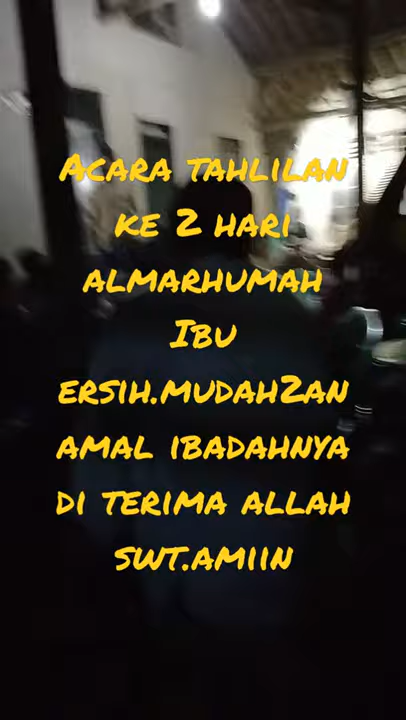 Acara tahlilan
ke 2 hari
almarhumah
Ibu
ersih.mudah2an
amal ibadahnya
di terima allah
swt.amiin